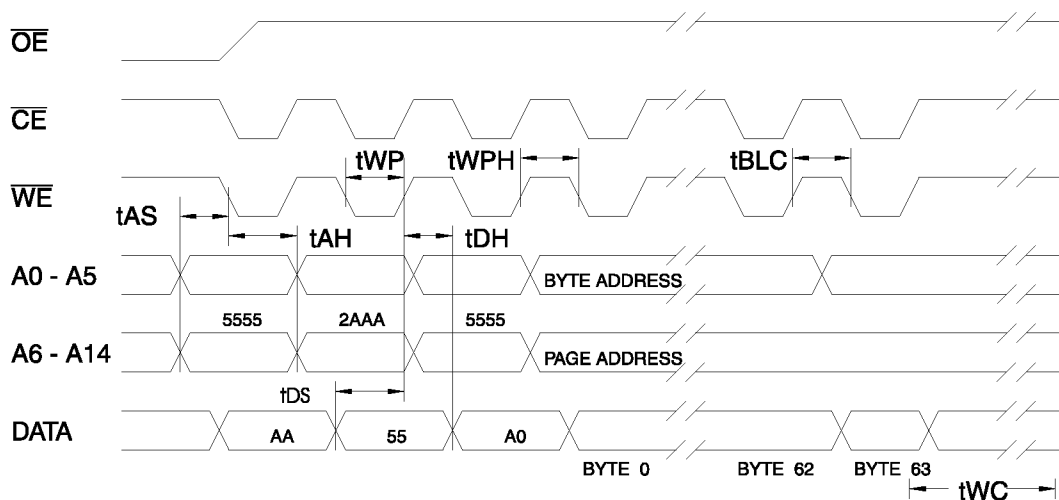 OE
CE
tWP tWPH tBLC
WE
tAS
tAH tDH
A0 - A5 BYTE ADDRESS
5555 2AAA 5555
A6 - A14 PAGE ADDRESS
tDS
DATA AA 55 A0
BYTE 0 BYTE 62 BYTE 63
tWC